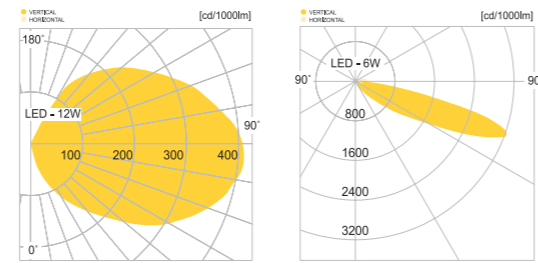 VERTICAL
HORIZONTAL
[cd/1000lm]
-180°
LED - 12W
90°
100 200 300 400
0°
VERTICAL
HORIZONTAL
[cd/1000lm]
LED - 6W
90°
90
800
1600
2400
3200